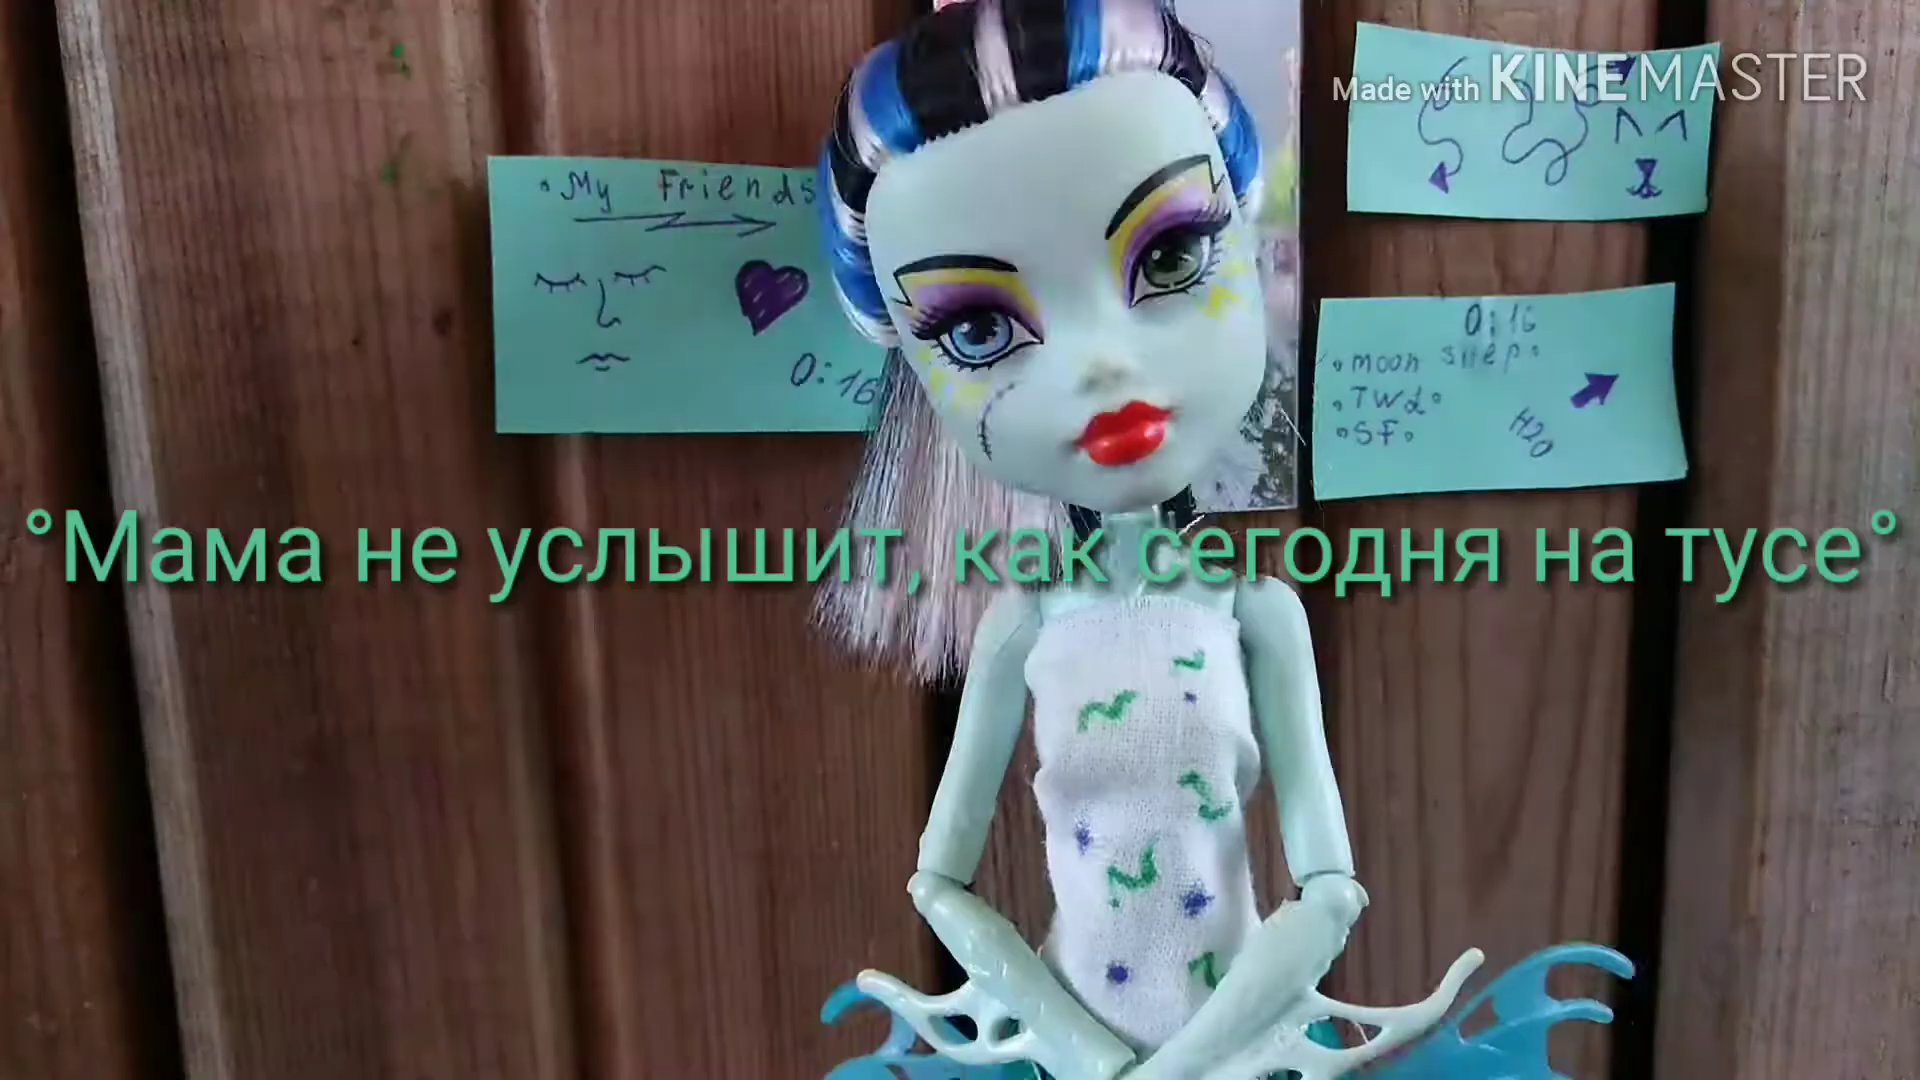 Made with KINEMASTER
• My Friends
0:16
0:16
•moon sleep•
•TWd•
•SF•
H2O
°Мама не услышит, как сегодня на тусе°